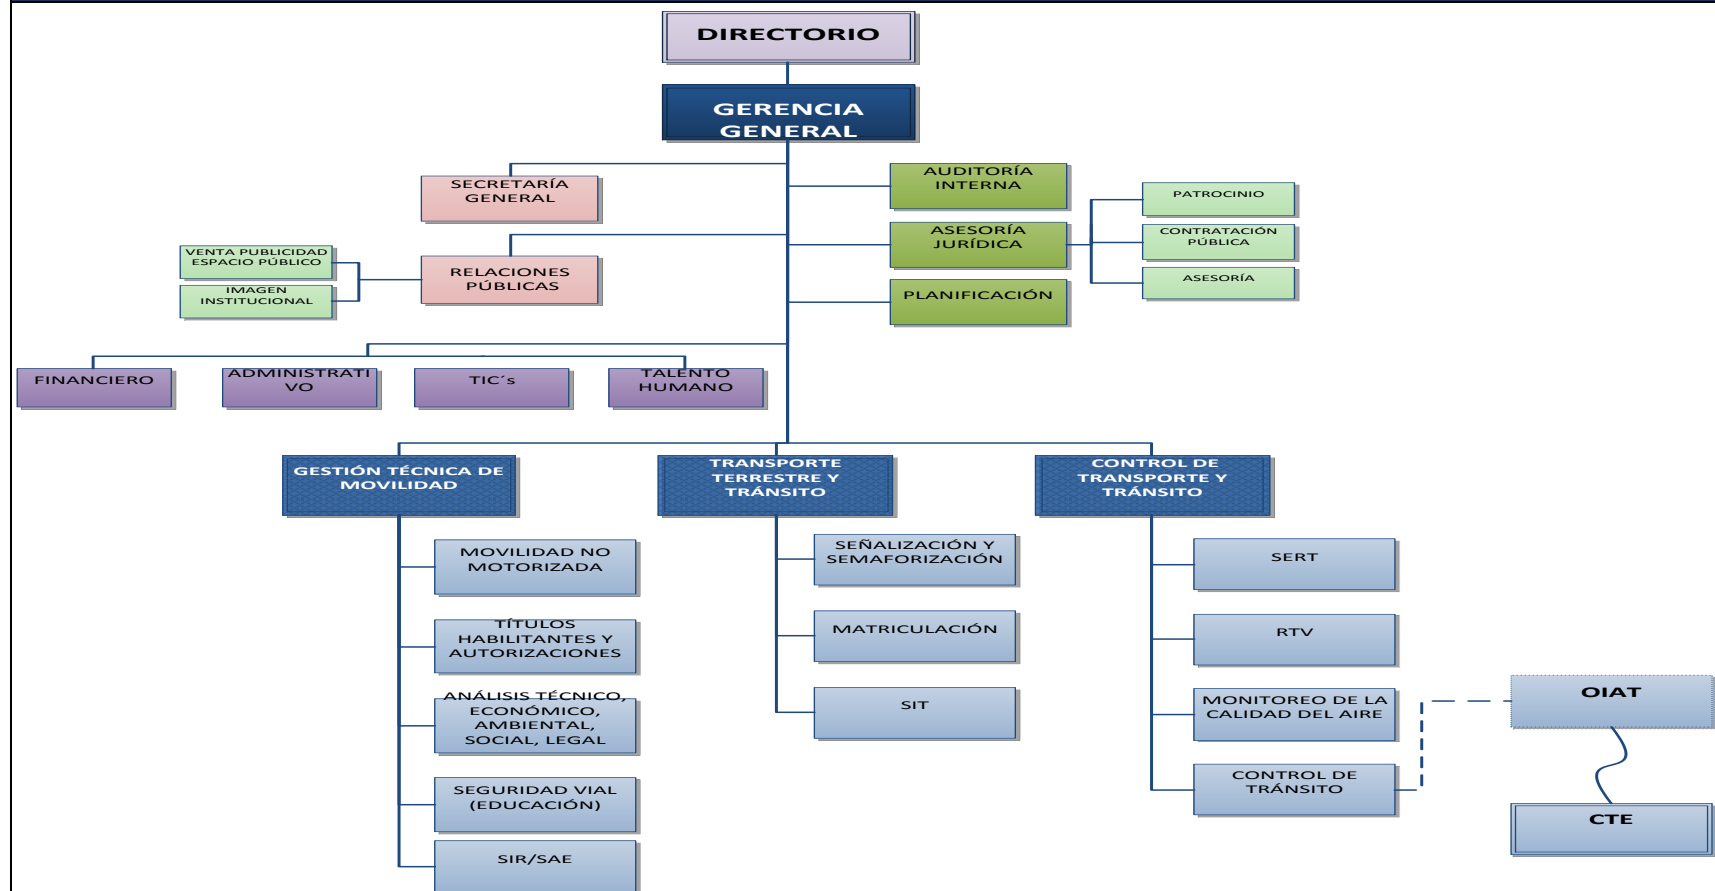 DIRECTORIO
GERENCIA
GENERAL
SECRETARÍA
GENERAL
AUDITORÍA
INTERNA
PATROCINIO
ASESORÍA
JURÍDICA
CONTRATACIÓN
PÚBLICA
VENTA PUBLICIDAD
ESPACIO PÚBLICO
RELACIONES
PÚBLICAS
ASESORÍA
IMAGEN
INSTITUCIONAL
PLANIFICACIÓN
FINANCIERO
ADMINISTRATI
VO
TIC´s
TALENTO
HUMANO
GESTIÓN TÉCNICA DE
MOVILIDAD
TRANSPORTE
TERRESTRE Y
TRÁNSITO
CONTROL DE
TRANSPORTE Y
TRÁNSITO
MOVILIDAD NO
MOTORIZADA
TÍTULOS
HABILITANTES Y
AUTORIZACIONES
ANÁLISIS TÉCNICO,
ECONÓMICO,
AMBIENTAL,
SOCIAL, LEGAL
SEGURIDAD VIAL
(EDUCACIÓN)
SIR/SAE
SEÑALIZACIÓN Y
SEMAFORIZACIÓN
MATRICULACIÓN
SIT
SERT
RTV
MONITOREO DE LA
CALIDAD DEL AIRE
CONTROL DE
TRÁNSITO
OIAT
CTE